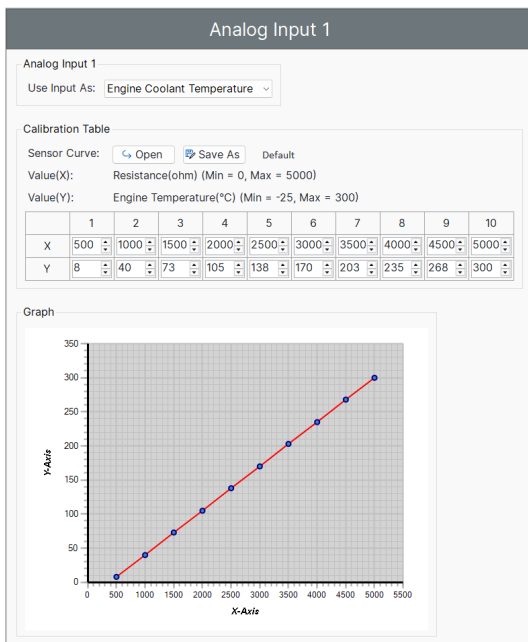 Analog Input 1
Analog Input 1
Use Input As: Engine Coolant Temperature
Calibration Table
Sensor Curve: Open Save As Default
Value(X): Resistance(ohm) (Min = 0, Max = 5000)
Value(Y): Engine Temperature(°C) (Min = -25, Max = 300)
1 2 3 4 5 6 7 8 9 10
X 500 1000 1500 2000 2500 3000 3500 4000 4500 5000
Y 8 40 73 105 138 170 203 235 268 300
Graph
350
300
250
200
150
100
50
0
Y-Axis
0 500 1000 1500 2000 2500 3000 3500 4000 4500 5000 5500
X-Axis